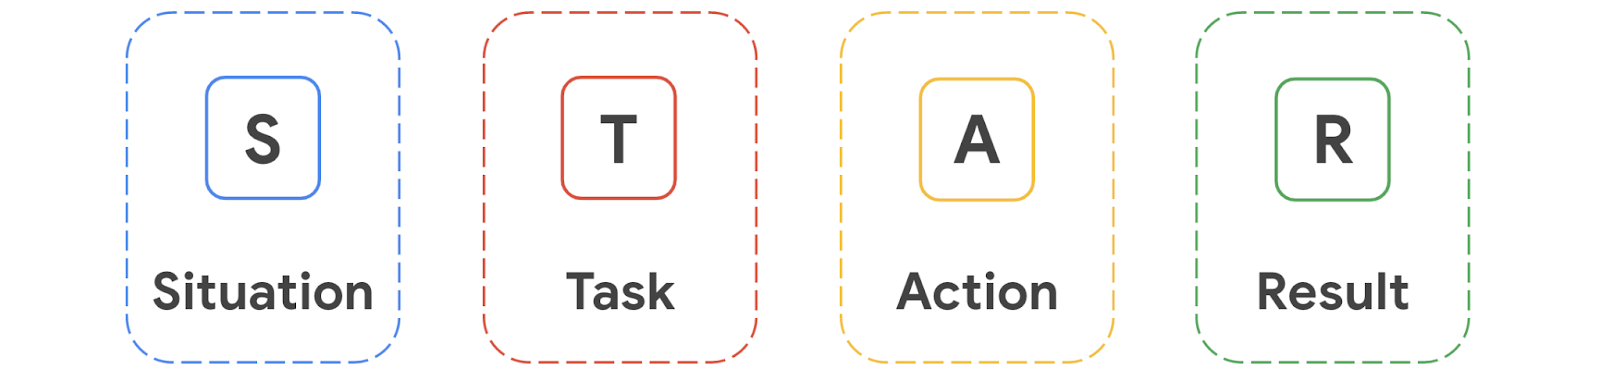 S
T
A
R
Situation
Task
Action
Result